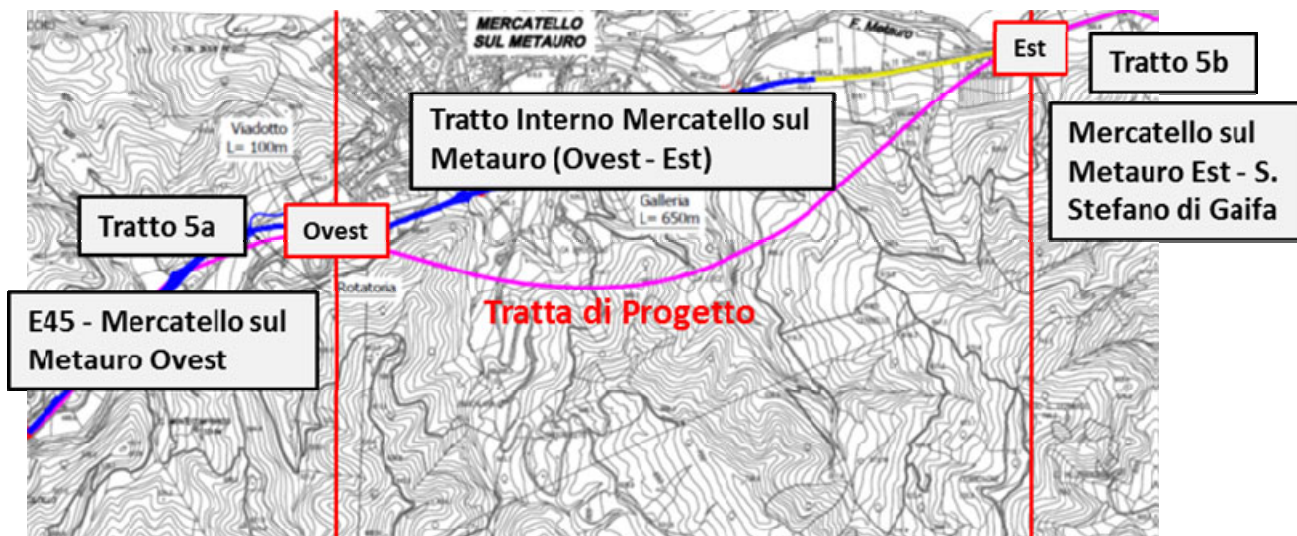 MERCATELLO
SUL METAURO
F. Metauro
Est
Tratto 5b
Viadotto
L= 100m
Tratto Interno Mercatello sul
Metauro (Ovest - Est)
Mercatello sul
Metauro Est - S.
Stefano di Gaifa
Galleria
L= 650m
Tratto 5a
Ovest
Rotatoria
Tratta di Progetto
E45 - Mercatello sul
Metauro Ovest